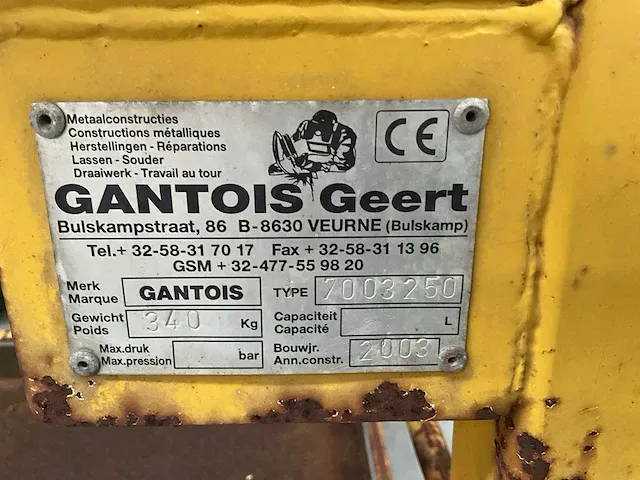 Metaalconstructies
Constructions métalliques
Herstellingen - Réparations
Lassen - Souder
Draaiwerk - Travail au tour
CE
GANTOIS Geert
Bulskampstraat, 86 B-8630 VEURNE (Bulskamp)
Tel.+ 32-58-31 70 17 Fax + 32-58-31 13 96
GSM + 32-477-55 98 20
Merk
Marque
GANTOIS
TYPE
7003250
Gewicht
Poids
340 Kg
Capaciteit
Capacité
L
Max.druk
Max.pression
bar
Bouwjr.
Ann.constr.
2003